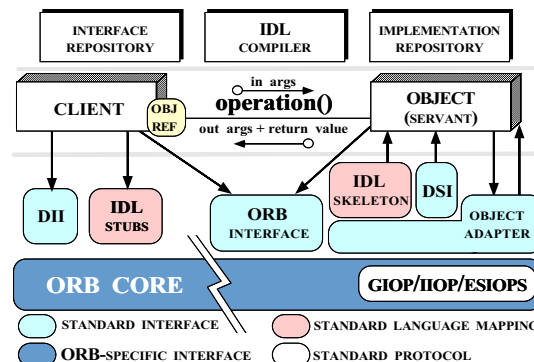 INTERFACE
REPOSITORY
IDL
COMPILER
IMPLEMENTATION
REPOSITORY
in args
CLIENT
OBJ
REF
operation()
OBJECT
(SERVANT)
out args + return value
DII
IDL
STUBS
ORB
INTERFACE
IDL
SKELETON
DSI
OBJECT
ADAPTER
ORB CORE
GIOP/IIOP/ESIOPS
STANDARD INTERFACE
STANDARD LANGUAGE MAPPING
ORB-SPECIFIC INTERFACE
STANDARD PROTOCOL